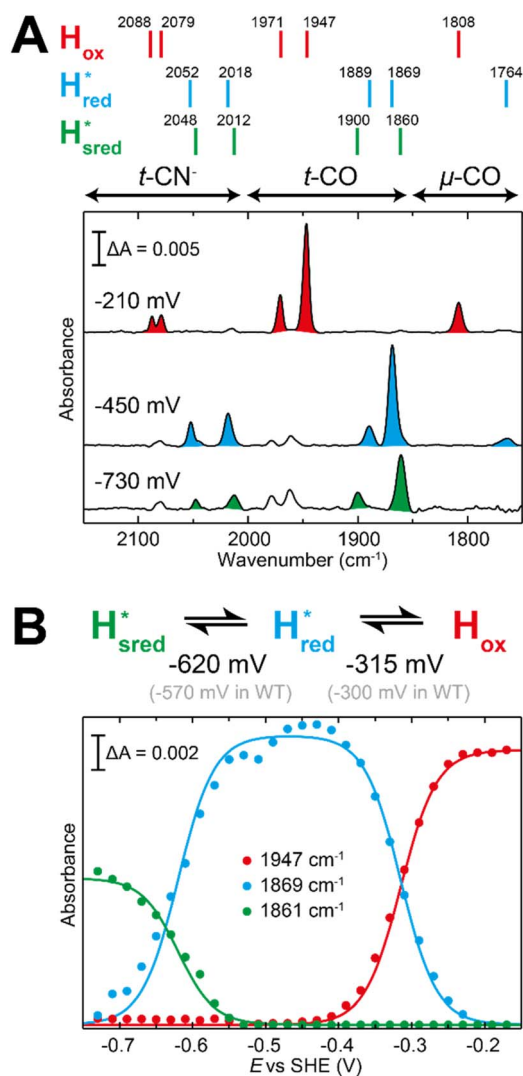 A
2088 2079 1971 1947 1808
Hox
2052 2018 1889 1869 1764
H*red
2048 2012 1900 1860
H*sred
t-CN- t-CO μ-CO
ΔA = 0.005
-210 mV
-450 mV
-730 mV
Absorbance
2100 2000 1900 1800
Wavenumber (cm-1)
B
H*sred ⇌ H*red ⇌ Hox
-620 mV -315 mV
(-570 mV in WT) (-300 mV in WT)
ΔA = 0.002
1947 cm-1
1869 cm-1
1861 cm-1
Absorbance
-0.7 -0.6 -0.5 -0.4 -0.3 -0.2
E vs SHE (V)